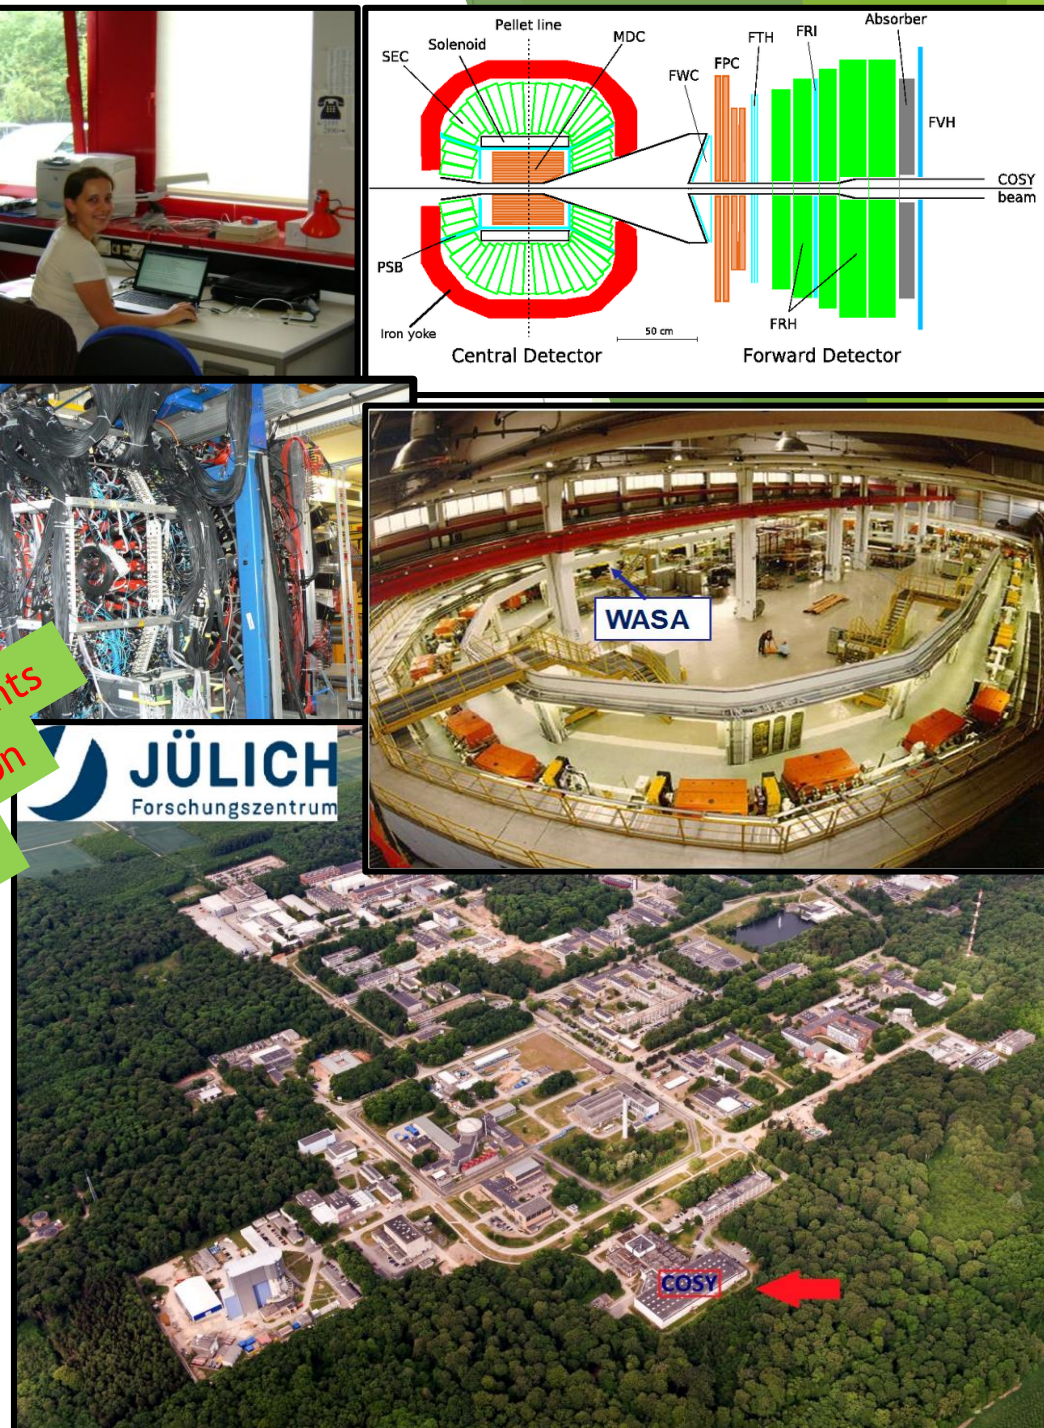 Pellet line
Absorber
Solenoid
MDC
FTH
FRI
SEC
FWC
FPC
FVH
COSY
beam
PSB
FRH
Iron yoke
50 cm
Central Detector
Forward Detector
WASA
JÜLICH
Forschungszentrum
COSY